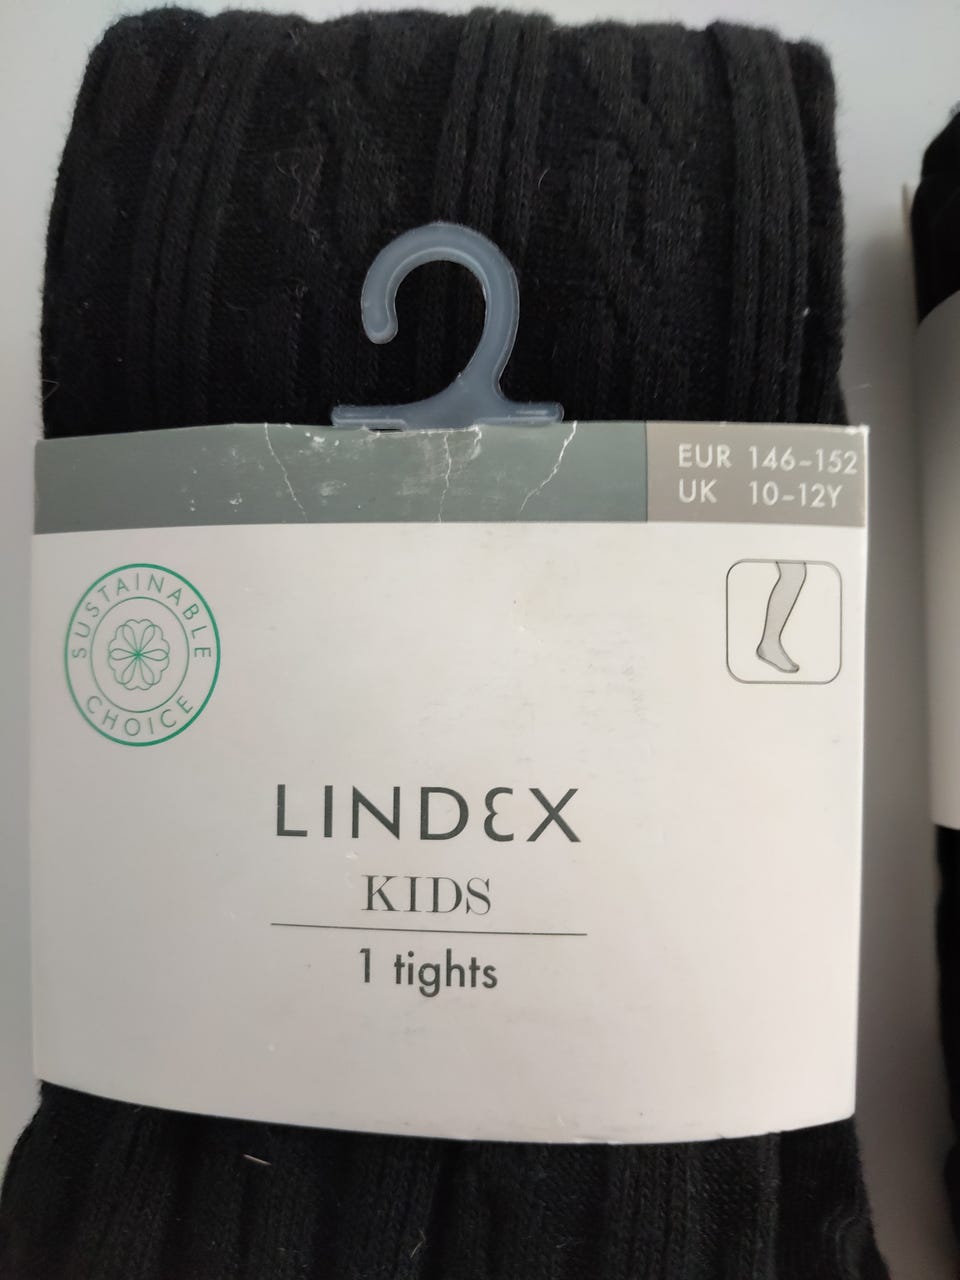 EUR 146-152
UK 10-12Y
SUSTAINABLE
CHOICE
LINDEX
KIDS
1 tights